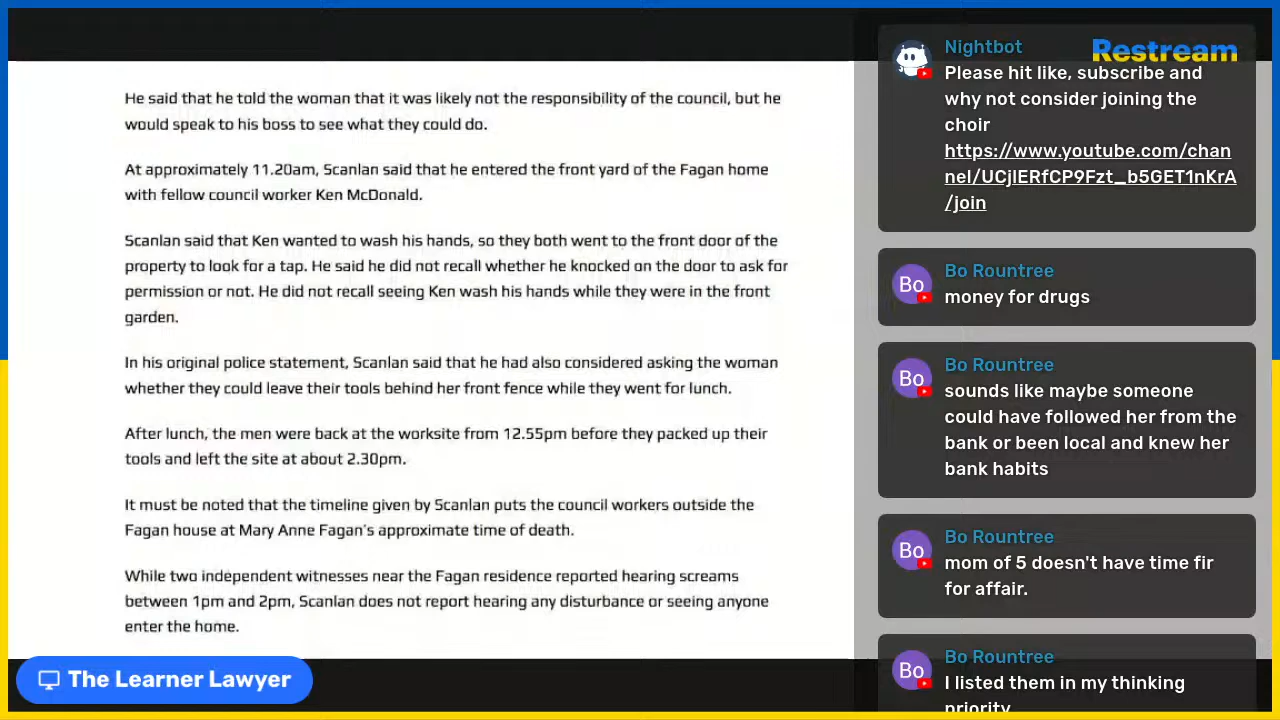 He said that he told the woman that it was likely not the responsibility of the council, but he
would speak to his boss to see what they could do.
At approximately 11.20am, Scanlan said that he entered the front yard of the Fagan home
with fellow council worker Ken McDonald.
Scanlan said that Ken wanted to wash his hands, so they both went to the front door of the
property to look for a tap. He said he did not recall whether he knocked on the door to ask for
permission or not. He did not recall seeing Ken wash his hands while they were in the front
garden.
In his original police statement, Scanlan said that he had also considered asking the woman
whether they could leave their tools behind her front fence while they went for lunch.
After lunch, the men were back at the worksite from 12.55pm before they packed up their
tools and left the site at about 2.30pm.
It must be noted that the timeline given by Scanlan puts the council workers outside the
Fagan house at Mary Anne Fagan's approximate time of death.
While two independent witnesses near the Fagan residence reported hearing screams
between 1pm and 2pm, Scanlan does not report hearing any disturbance or seeing anyone
enter the home.
The Learner Lawyer
Restream
Nightbot
Please hit like, subscribe and
why not consider joining the
choir
https://www.youtube.com/chan
nel/UCjIERfCP9Fzt_b5GET1nKrA
/join
Bo
Bo Rountree
money for drugs
Bo
Bo Rountree
sounds like maybe someone
could have followed her from the
bank or been local and knew her
bank habits
Bo
Bo Rountree
mom of 5 doesn't have time fir
for affair.
Bo
Bo Rountree
I listed them in my thinking
priority